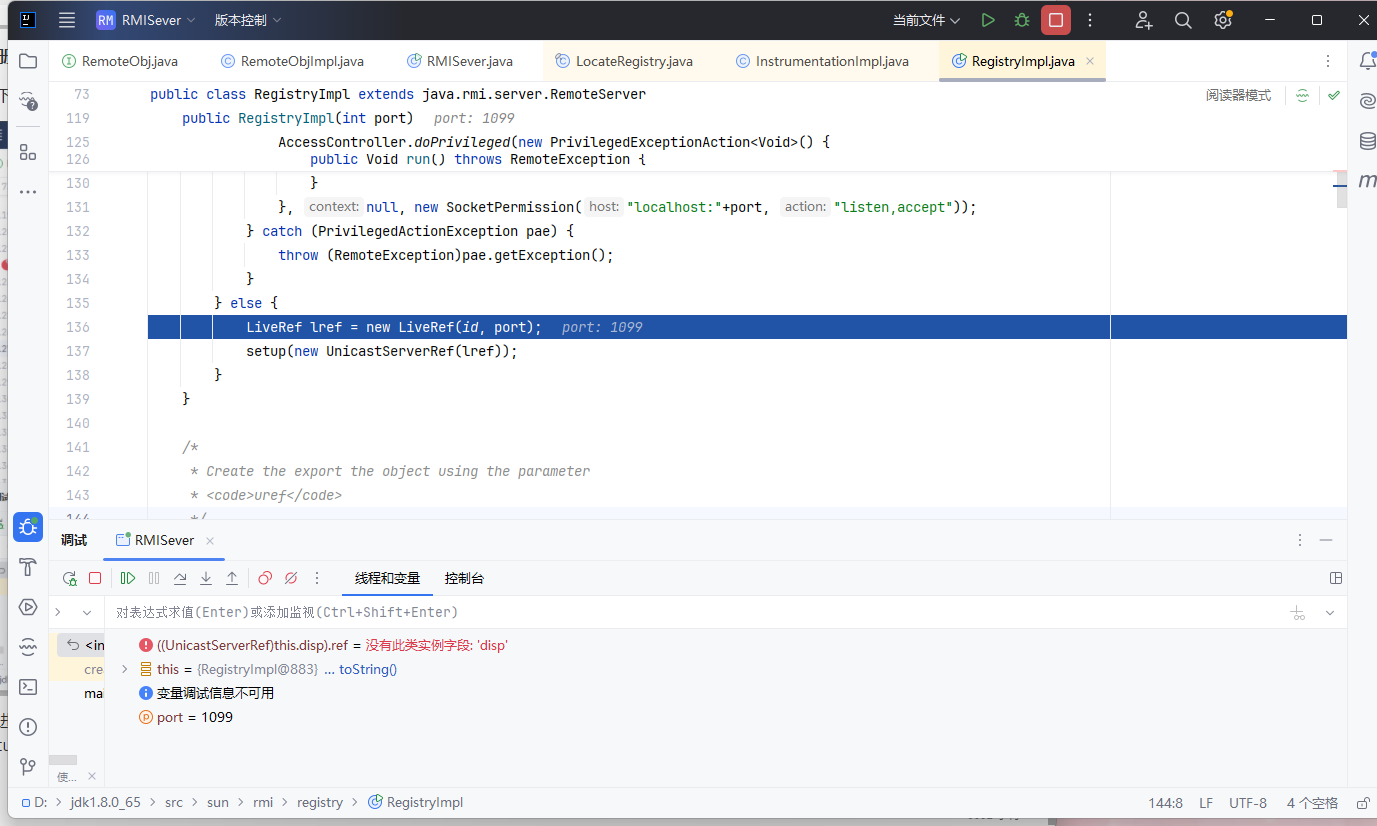 RM RMISever 版本控制 当前文件
RemoteObj.java RemoteObjImpl.java RMISever.java LocateRegistry.java InstrumentationImpl.java RegistryImpl.java
73 public class RegistryImpl extends java.rmi.server.RemoteServer 阅读器模式
119 public RegistryImpl(int port) port: 1099
125 AccessController.doPrivileged(new PrivilegedExceptionAction<Void>() {
126 public Void run() throws RemoteException {
130 }
131 }, context: null, new SocketPermission( host: "localhost:"+port, action: "listen,accept"));
132 } catch (PrivilegedActionException pae) {
133 throw (RemoteException)pae.getException();
134 }
135 } else {
136 LiveRef lref = new LiveRef(id, port); port: 1099
137 setup(new UnicastServerRef(lref));
138 }
139 }
140
141 /*
142 * Create the export the object using the parameter
143 * <code>uref</code>
144 */
调试 RMISever
线程和变量 控制台
对表达式求值(Enter)或添加监视(Ctrl+Shift+Enter)
<in ((UnicastServerRef)this.disp).ref = 没有此类实例字段: 'disp'
cre this = {RegistryImpl@883} ... toString()
ma 变量调试信息不可用
port = 1099
使...
D: jdk1.8.0_65 src sun rmi registry RegistryImpl 144:8 LF UTF-8 4 个空格